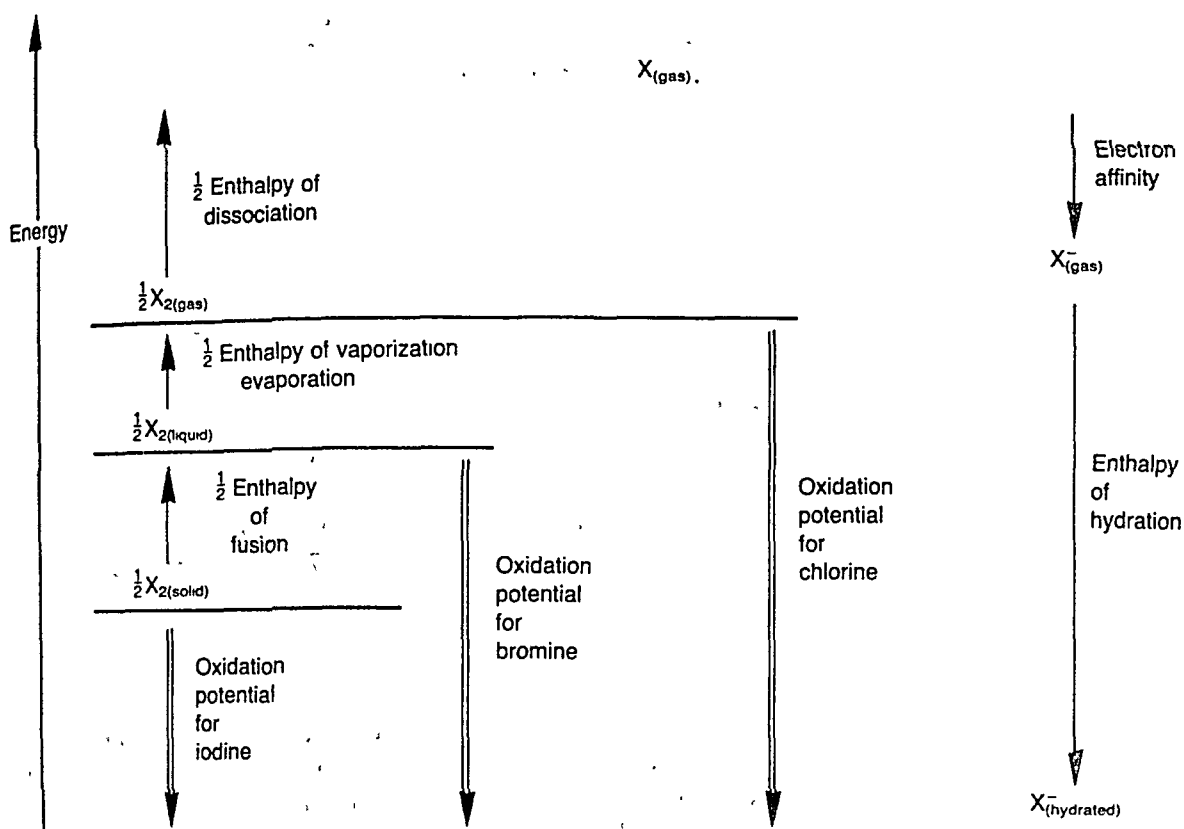 X(gas).
Electron
affinity
½ Enthalpy of
dissociation
Energy
X⁻(gas)
½X₂(gas)
½ Enthalpy of vaporization
evaporation
½X₂(liquid)
½ Enthalpy
of
fusion
Enthalpy
of
hydration
Oxidation
potential
for
chlorine
Oxidation
potential
for
bromine
½X₂(solid)
Oxidation
potential
for
iodine
X⁻(hydrated)